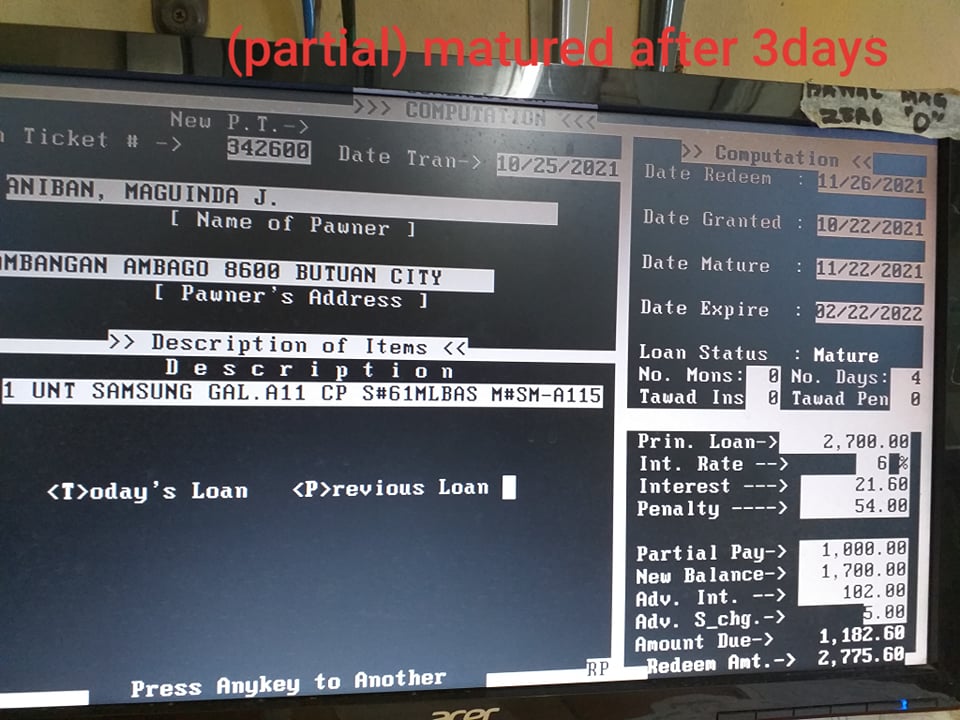 (partial) matured after 3days
MAG
ZERO "O"
>>> COMPUTATION <<<
New P.T.->
Ticket # -> 342600 Date Tran-> 10/25/2021
ANIBAN, MAGUINDA J.
[ Name of Pawner ]
MBANGAN AMBAGO 8600 BUTUAN CITY
[ Pawner's Address ]
>> Description of Items <<
Description
1 UNT SAMSUNG GAL.A11 CP S#61MLBAS M#SM-A115
<T>oday's Loan <P>revious Loan
RP
Press Anykey to Another
>> Computation <<
Date Redeem : 11/26/2021
Date Granted : 10/22/2021
Date Mature : 11/22/2021
Date Expire : 02/22/2022
Loan Status : Mature
No. Mons: 0 No. Days: 4
Tawad Ins 0 Tawad Pen 0
Prin. Loan-> 2,700.00
Int. Rate --> 6 %
Interest ---> 21.60
Penalty ----> 54.00
Partial Pay-> 1,000.00
New Balance-> 1,700.00
Adv. Int. --> 102.00
Adv. S_chg.-> 5.00
Amount Due-> 1,182.60
Redeem Amt.-> 2,775.60
acer